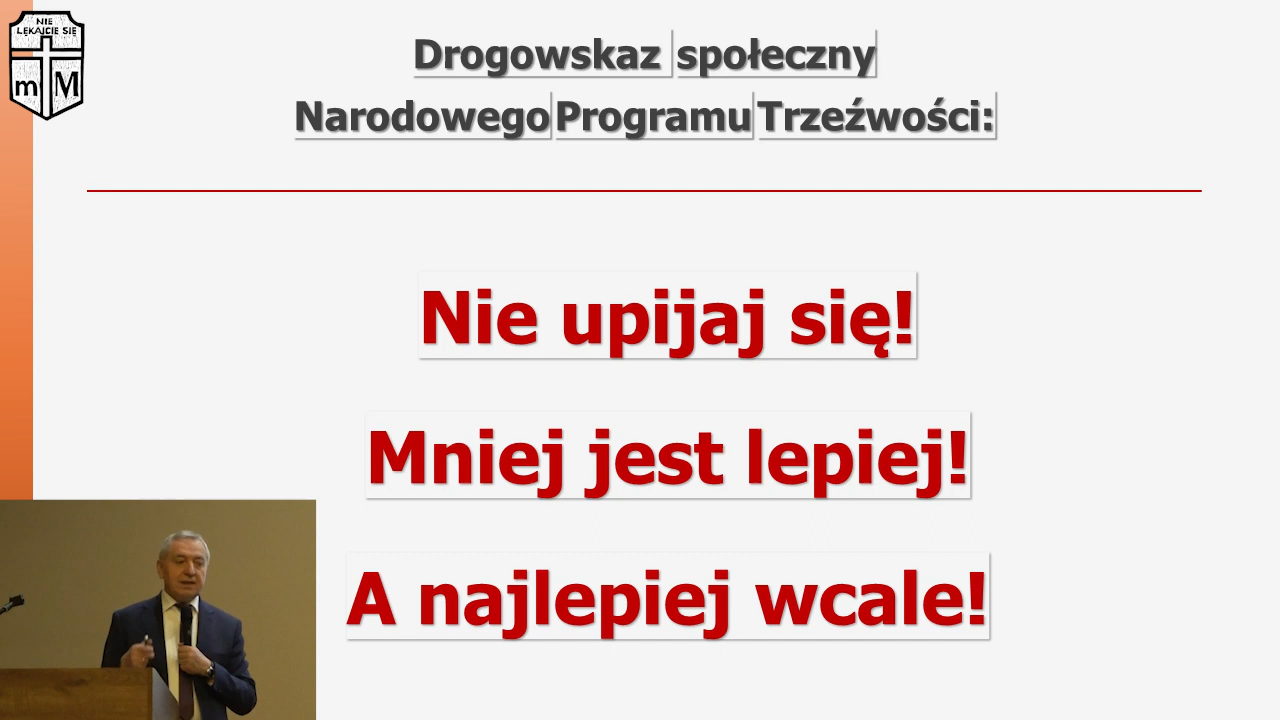 NIE
LĘKAJCIE SIĘ
m M
Drogowskaz społeczny
Narodowego Programu Trzeźwości:
Nie upijaj się!
Mniej jest lepiej!
A najlepiej wcale!